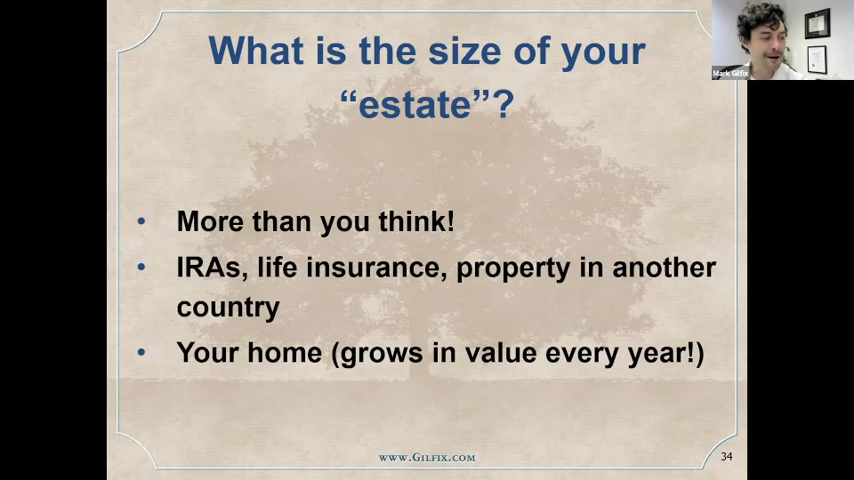 What is the size of your
“estate”?
• More than you think!
• IRAs, life insurance, property in another
country
• Your home (grows in value every year!)
www.Gilfix.com
34
Mark Gilfix